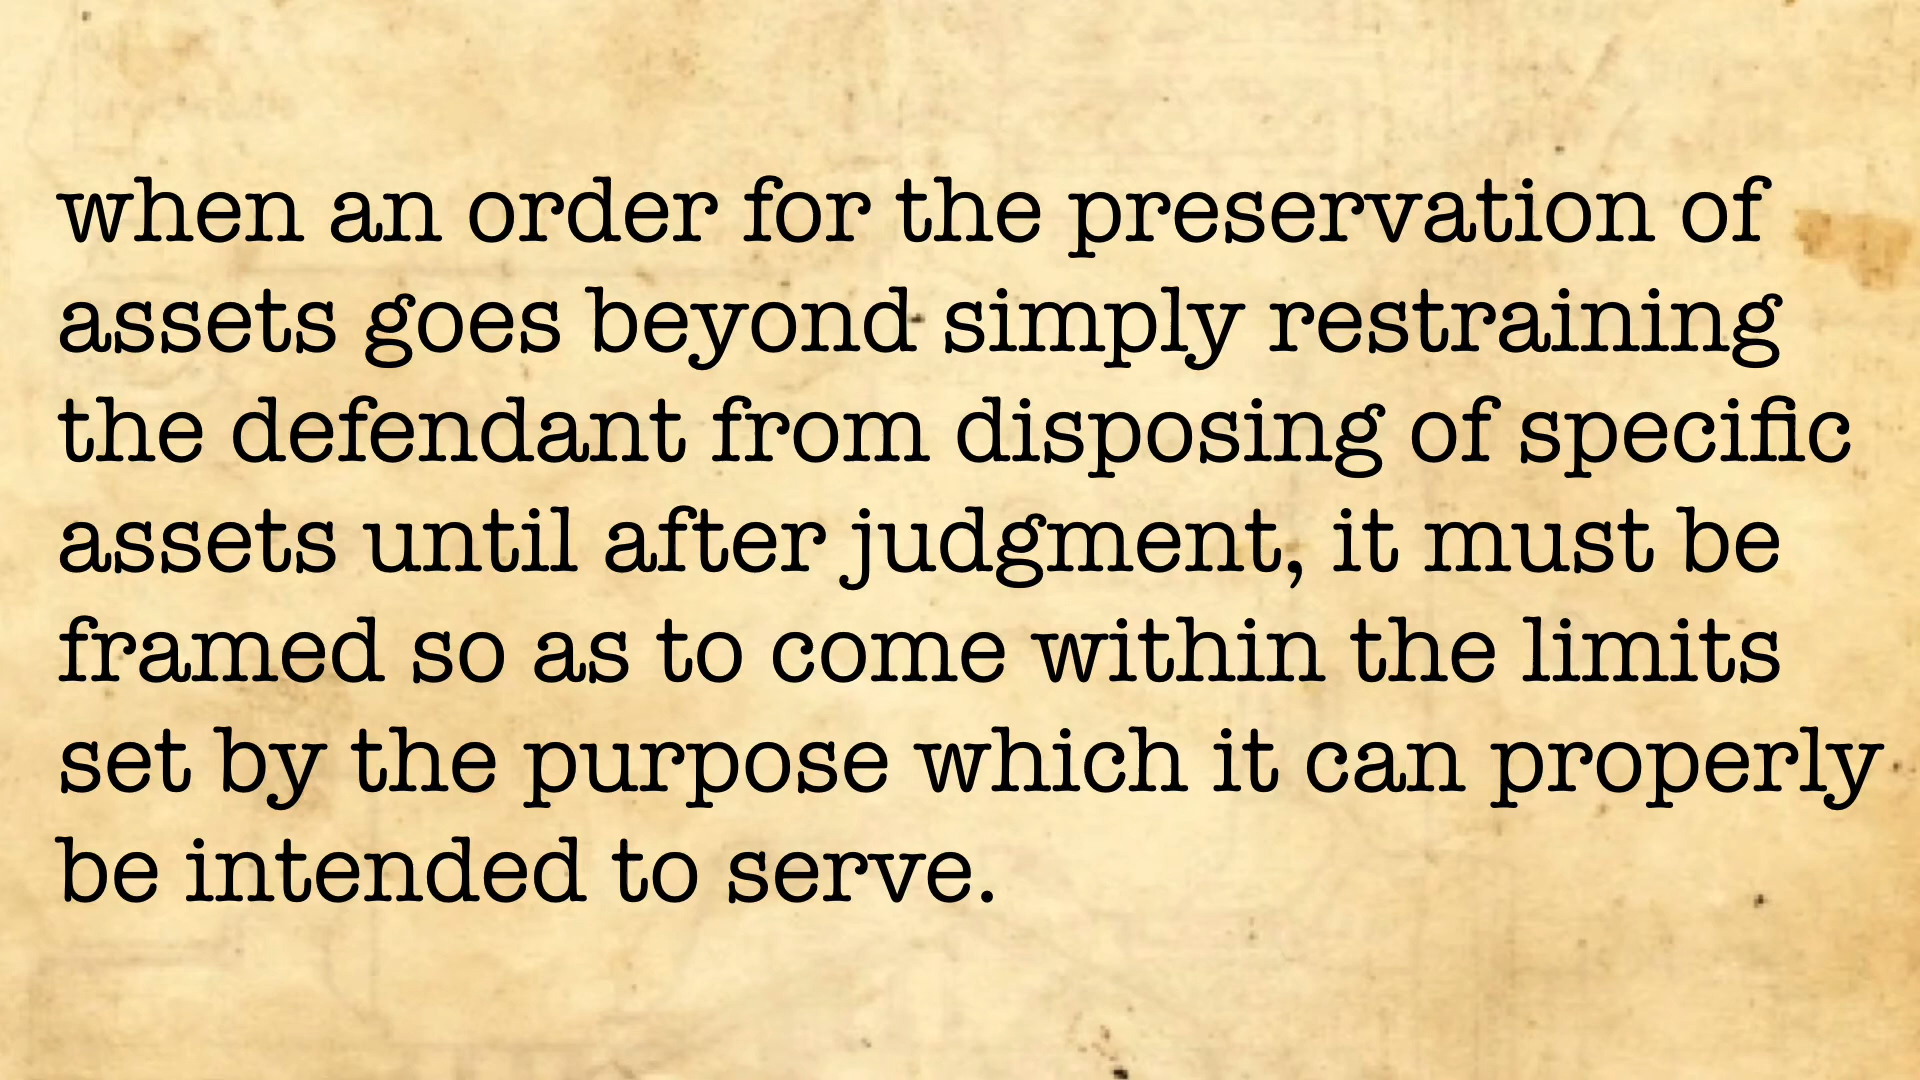 when an order for the preservation of
assets goes beyond simply restraining
the defendant from disposing of specific
assets until after judgment, it must be
framed so as to come within the limits
set by the purpose which it can properly
be intended to serve.